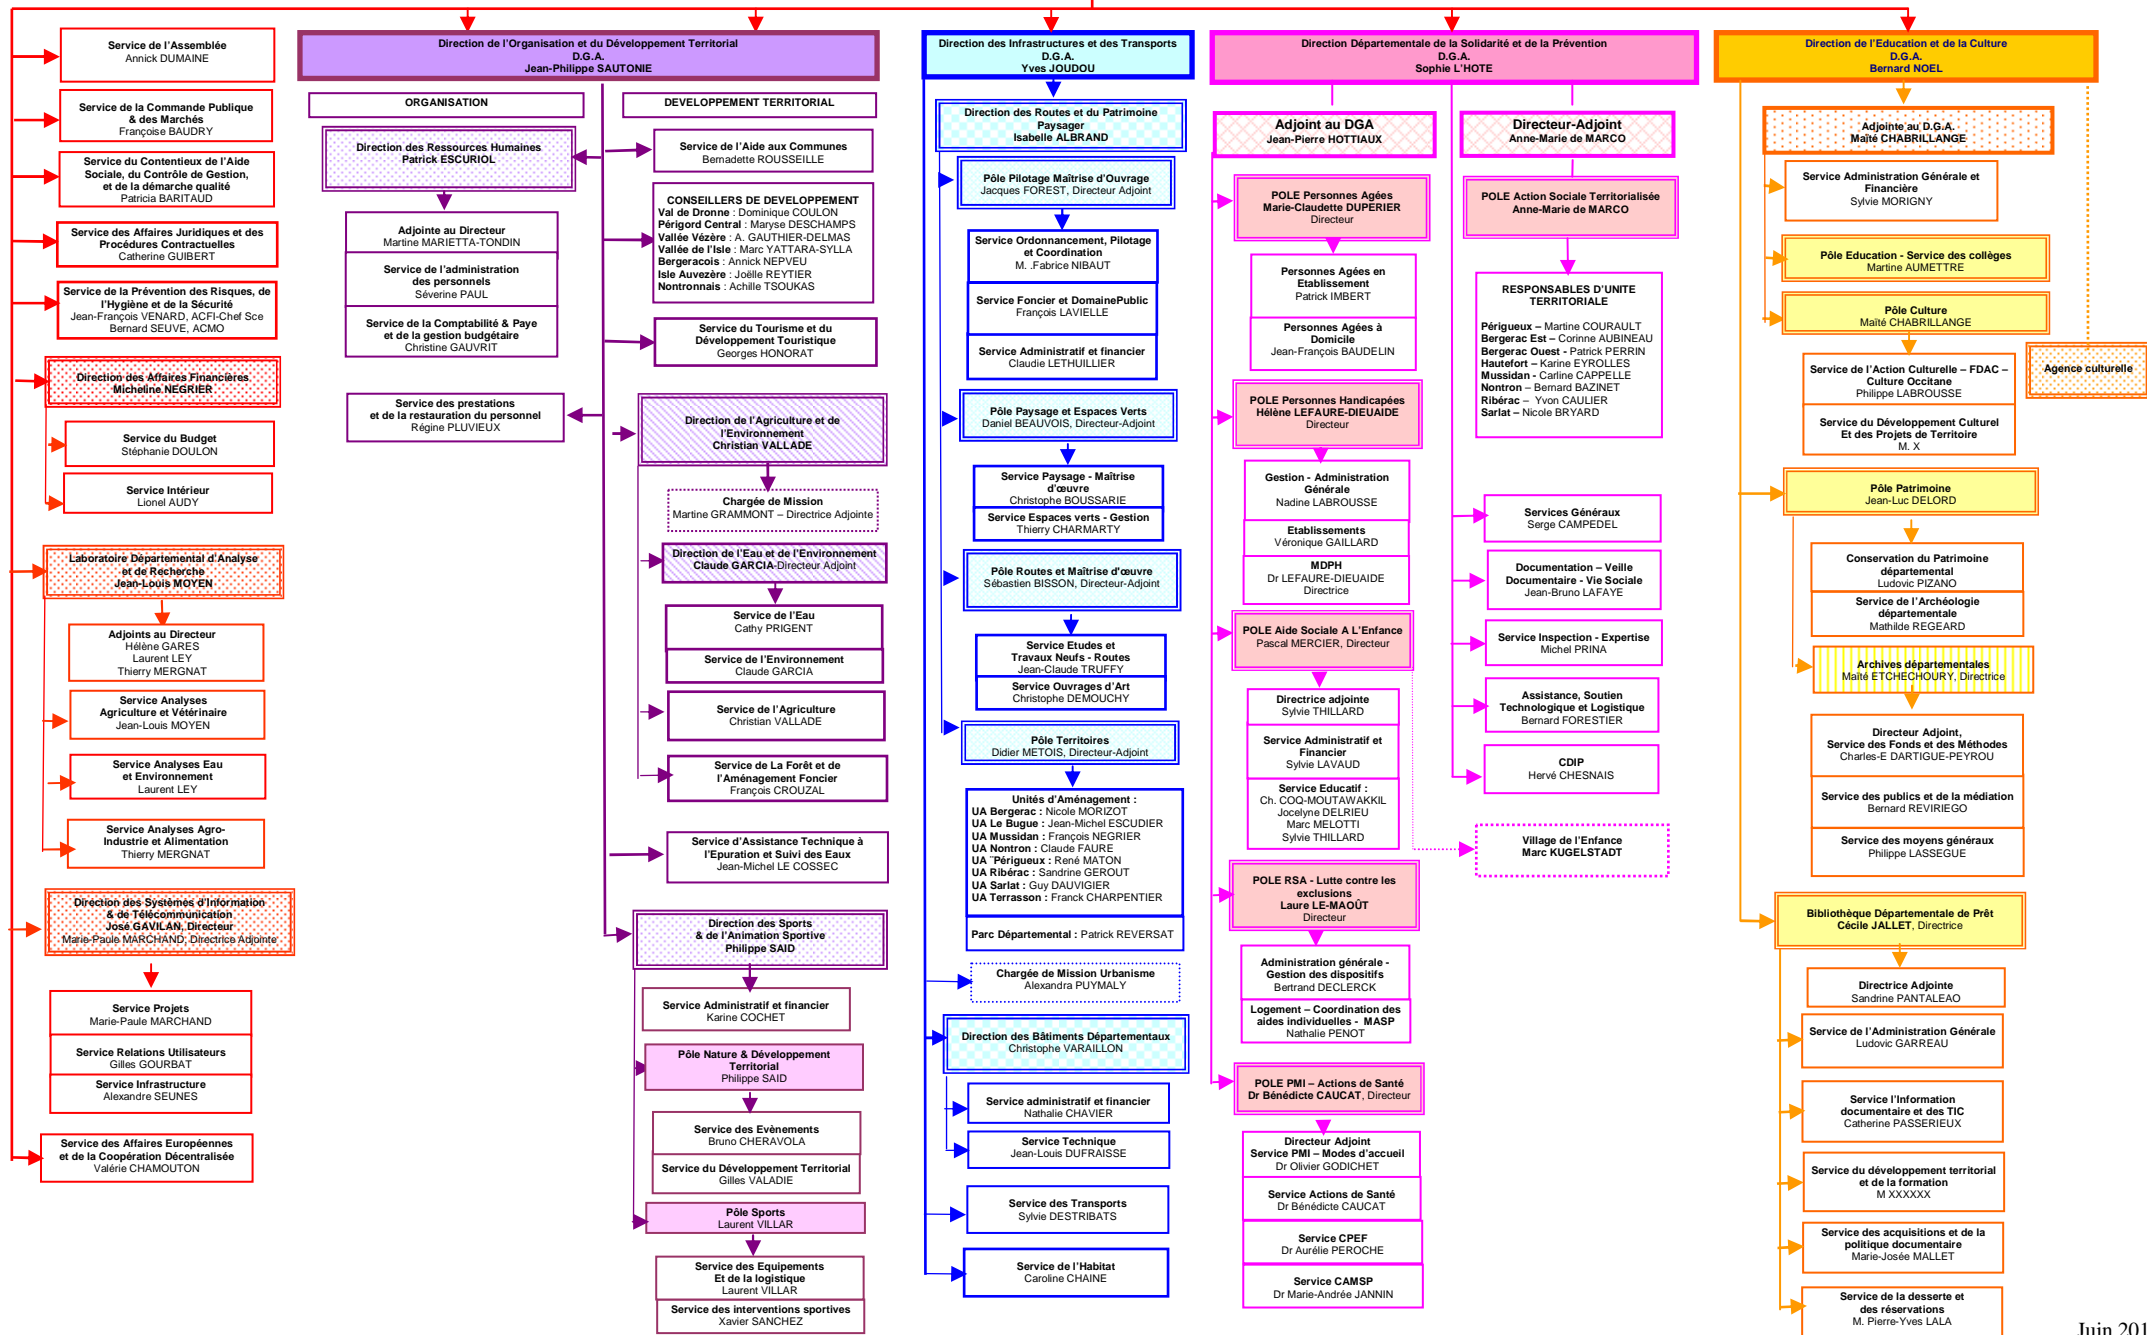 Service de l'Assemblée
Annick DUMAINE
Service de la Commande Publique
& des Marchés
Françoise BAUDRY
Service du Contentieux de l'Aide
Sociale, du Contrôle de Gestion,
et de la démarche qualité
Patricia BARITAUD
Service des Affaires Juridiques et des
Procédures Contractuelles
Catherine GUIBERT
Service de la Prévention des Risques, de
l'Hygiène et de la Sécurité
Jean-François VENARD, ACFI-Chef Sce
Bernard SEUVE, ACMO
Direction des Affaires Financières
Micheline NEGRIER
Service du Budget
Stéphanie DOULON
Service Intérieur
Lionel AUDY
Laboratoire Départemental d'Analyse
et de Recherche
Jean-Louis MOYEN
Adjoints au Directeur
Hélène GARES
Laurent LEY
Thierry MERGNAT
Service Analyses
Agriculture et Vétérinaire
Jean-Louis MOYEN
Service Analyses Eau
et Environnement
Laurent LEY
Service Analyses Agro-
Industrie et Alimentation
Thierry MERGNAT
Direction des Systèmes d'Information
& de Télécommunication
José GAVILAN, Directeur
Marie-Paule MARCHAND, Directrice Adjointe
Service Projets
Marie-Paule MARCHAND
Service Relations Utilisateurs
Gilles GOURBAT
Service Infrastructure
Alexandre SEUNES
Service des Affaires Européennes
et de la Coopération Décentralisée
Valérie CHAMOUTON
Direction de l'Organisation et du Développement Territorial
D.G.A.
Jean-Philippe SAUTONIE
ORGANISATION
Direction des Ressources Humaines
Patrick ESCURIOL
Adjointe au Directeur
Martine MARIETTA-TONDIN
Service de l'administration
des personnels
Séverine PAUL
Service de la Comptabilité & Paye
et de la gestion budgétaire
Christine GAUVRIT
Service des prestations
et de la restauration du personnel
Régine PLUVIEUX
DEVELOPPEMENT TERRITORIAL
Service de l'Aide aux Communes
Bernadette ROUSSEILLE
CONSEILLERS DE DEVELOPPEMENT
Val de Dronne : Dominique COULON
Périgord Central : Maryse DESCHAMPS
Vallée Vézère : A. GAUTHIER-DELMAS
Vallée de l'Isle : Marc YATTARA-SYLLA
Bergeracois : Annick NEPVEU
Isle Auvezère : Joëlle REYTIER
Nontronnais : Achille TSOUKAS
Service du Tourisme et du
Développement Touristique
Georges HONORAT
Direction de l'Agriculture et de
l'Environnement
Christian VALLADE
Chargée de Mission
Martine GRAMMONT – Directrice Adjointe
Direction de l'Eau et de l'Environnement
Claude GARCIA-Directeur Adjoint
Service de l'Eau
Cathy PRIGENT
Service de l'Environnement
Claude GARCIA
Service de l'Agriculture
Christian VALLADE
Service de La Forêt et de
l'Aménagement Foncier
François CROUZAL
Service d'Assistance Technique à
l'Epuration et Suivi des Eaux
Jean-Michel LE COSSEC
Direction des Sports
& de l'Animation Sportive
Philippe SAID
Service Administratif et financier
Karine COCHET
Pôle Nature & Développement
Territorial
Philippe SAID
Service des Evènements
Bruno CHERAVOLA
Service du Développement Territorial
Gilles VALADIE
Pôle Sports
Laurent VILLAR
Service des Equipements
Et de la logistique
Laurent VILLAR
Service des interventions sportives
Xavier SANCHEZ
Direction des Infrastructures et des Transports
D.G.A.
Yves JOUDOU
Direction des Routes et du Patrimoine
Paysager
Isabelle ALBRAND
Pôle Pilotage Maîtrise d'Ouvrage
Jacques FOREST, Directeur Adjoint
Service Ordonnancement, Pilotage
et Coordination
M. .Fabrice NIBAUT
Service Foncier et DomainePublic
François LAVIELLE
Service Administratif et financier
Claudie LETHUILLIER
Pôle Paysage et Espaces Verts
Daniel BEAUVOIS, Directeur-Adjoint
Service Paysage - Maîtrise
d'œuvre
Christophe BOUSSARIE
Service Espaces verts - Gestion
Thierry CHARMARTY
Pôle Routes et Maîtrise d'œuvre
Sébastien BISSON, Directeur-Adjoint
Service Etudes et
Travaux Neufs - Routes
Jean-Claude TRUFFY
Service Ouvrages d'Art
Christophe DEMOUCHY
Pôle Territoires
Didier METOIS, Directeur-Adjoint
Unités d'Aménagement :
UA Bergerac : Nicole MORIZOT
UA Le Bugue : Jean-Michel ESCUDIER
UA Mussidan : François NEGRIER
UA Nontron : Claude FAURE
UA ¨Périgueux : René MATON
UA Ribérac : Sandrine GEROUT
UA Sarlat : Guy DAUVIGIER
UA Terrasson : Franck CHARPENTIER
Parc Départemental : Patrick REVERSAT
Chargée de Mission Urbanisme
Alexandra PUYMALY
Direction des Bâtiments Départementaux
Christophe VARAILLON
Service administratif et financier
Nathalie CHAVIER
Service Technique
Jean-Louis DUFRAISSE
Service des Transports
Sylvie DESTRIBATS
Service de l'Habitat
Caroline CHAINE
Direction Départementale de la Solidarité et de la Prévention
D.G.A.
Sophie L'HOTE
Adjoint au DGA
Jean-Pierre HOTTIAUX
POLE Personnes Agées
Marie-Claudette DUPERIER
Directeur
Personnes Agées en
Etablissement
Patrick IMBERT
Personnes Agées à
Domicile
Jean-François BAUDELIN
POLE Personnes Handicapées
Hélène LEFAURE-DIEUAIDE
Directeur
Gestion - Administration
Générale
Nadine LABROUSSE
Etablissements
Véronique GAILLARD
MDPH
Dr LEFAURE-DIEUAIDE
Directrice
POLE Aide Sociale A L'Enfance
Pascal MERCIER, Directeur
Directrice adjointe
Sylvie THILLARD
Service Administratif et
Financier
Sylvie LAVAUD
Service Educatif :
Ch. COQ-MOUTAWAKKIL
Jocelyne DELRIEU
Marc MELOTTI
Sylvie THILLARD
POLE RSA - Lutte contre les
exclusions
Laure LE-MAOÛT
Directeur
Administration générale -
Gestion des dispositifs
Bertrand DECLERCK
Logement – Coordination des
aides individuelles - MASP
Nathalie PENOT
POLE PMI – Actions de Santé
Dr Bénédicte CAUCAT, Directeur
Directeur Adjoint
Service PMI – Modes d'accueil
Dr Olivier GODICHET
Service Actions de Santé
Dr Bénédicte CAUCAT
Service CPEF
Dr Aurélie PEROCHE
Service CAMSP
Dr Marie-Andrée JANNIN
Directeur-Adjoint
Anne-Marie de MARCO
POLE Action Sociale Territorialisée
Anne-Marie de MARCO
RESPONSABLES D'UNITE
TERRITORIALE
Périgueux – Martine COURAULT
Bergerac Est – Corinne AUBINEAU
Bergerac Ouest - Patrick PERRIN
Hautefort – Karine EYROLLES
Mussidan - Carline CAPPELLE
Nontron – Bernard BAZINET
Ribérac – Yvon CAULIER
Sarlat – Nicole BRYARD
Services Généraux
Serge CAMPEDEL
Documentation – Veille
Documentaire - Vie Sociale
Jean-Bruno LAFAYE
Service Inspection - Expertise
Michel PRINA
Assistance, Soutien
Technologique et Logistique
Bernard FORESTIER
CDIP
Hervé CHESNAIS
Village de l'Enfance
Marc KUGELSTADT
Direction de l'Education et de la Culture
D.G.A.
Bernard NOEL
Adjointe au D.G.A.
Maïté CHABRILLANGE
Service Administration Générale et
Financière
Sylvie MORIGNY
Pôle Education - Service des collèges
Martine AUMETTRE
Pôle Culture
Maïté CHABRILLANGE
Agence culturelle
Service de l'Action Culturelle – FDAC –
Culture Occitane
Philippe LABROUSSE
Service du Développement Culturel
Et des Projets de Territoire
M. X
Pôle Patrimoine
Jean-Luc DELORD
Conservation du Patrimoine
départemental
Ludovic PIZANO
Service de l'Archéologie
départementale
Mathilde REGEARD
Archives départementales
Maïté ETCHECHOURY, Directrice
Directeur Adjoint,
Service des Fonds et des Méthodes
Charles-E DARTIGUE-PEYROU
Service des publics et de la médiation
Bernard REVIRIEGO
Service des moyens généraux
Philippe LASSEGUE
Bibliothèque Départementale de Prêt
Cécile JALLET, Directrice
Directrice Adjointe
Sandrine PANTALEAO
Service de l'Administration Générale
Ludovic GARREAU
Service l'Information
documentaire et des TIC
Catherine PASSERIEUX
Service du développement territorial
et de la formation
M XXXXXX
Service des acquisitions et de la
politique documentaire
Marie-Josée MALLET
Service de la desserte et
des réservations
M. Pierre-Yves LALA
Juin 201